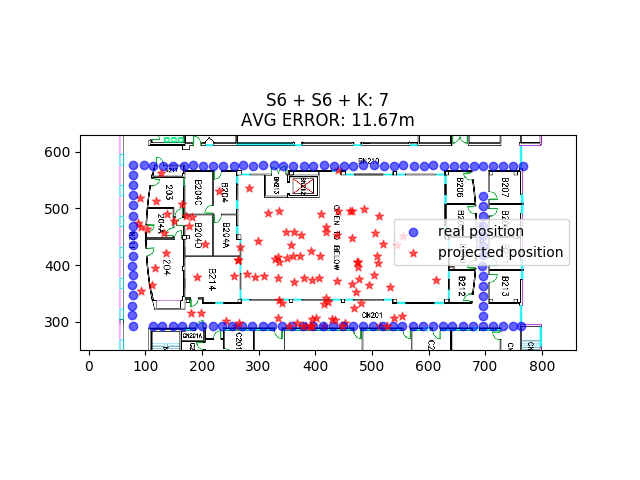 S6 + S6 + K: 7
AVG ERROR: 11.67m
600
500
400
300
0
100
200
300
400
500
600
700
800
real position
projected position
203
B204C
B204
B206
B207
204A
B204D
B204A
OPEN TO BELOW
204
B214
B212
B213
CN201